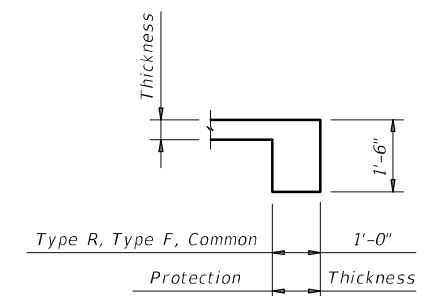 Thickness
1'-6"
Type R, Type F, Common 1'-0"
Protection Thickness